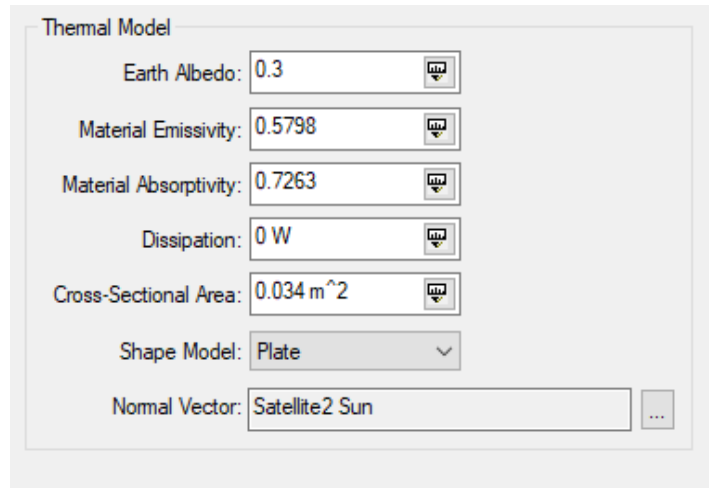 Thermal Model
Earth Albedo: 0.3
Material Emissivity: 0.5798
Material Absorptivity: 0.7263
Dissipation: 0 W
Cross-Sectional Area: 0.034 m^2
Shape Model: Plate
Normal Vector: Satellite2 Sun ...